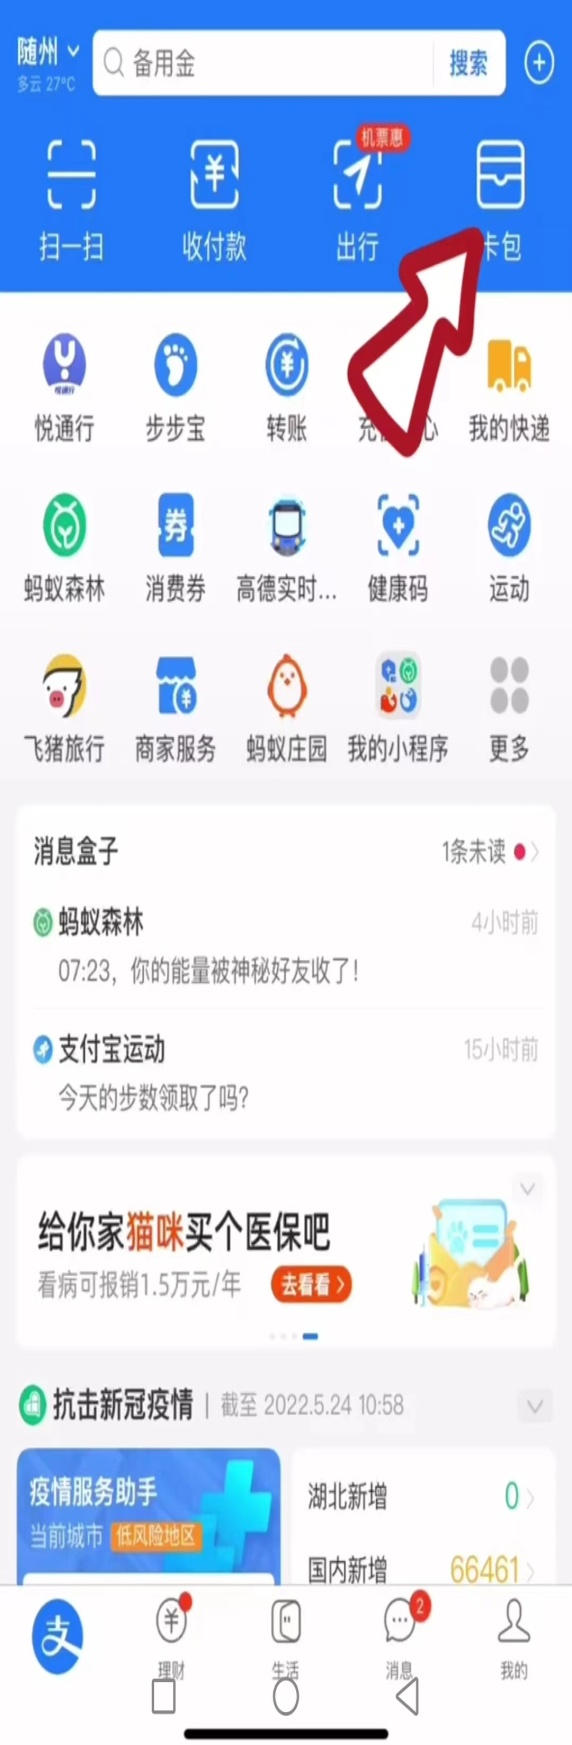 随州
多云 27°C
备用金
搜索
机票惠
扫一扫
收付款
出行
卡包
悦通行
悦通行
步步宝
转账
充
心
我的快递
蚂蚁森林
券
消费券
高德实时...
健康码
运动
飞猪旅行
商家服务
蚂蚁庄园
我的小程序
更多
消息盒子
1条未读
蚂蚁森林
4小时前
07:23，你的能量被神秘好友收了！
支付宝运动
15小时前
今天的步数领取了吗?
给你家猫咪买个医保吧
看病可报销1.5万元/年
去看看
抗击新冠疫情 | 截至 2022.5.24 10:58
疫情服务助手
当前城市 低风险地区
湖北新增 0
国内新增 66461
支
2
理财
生活
消息
我的